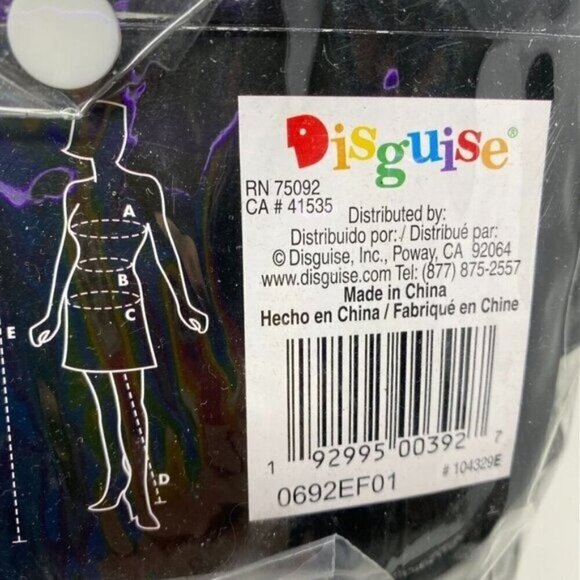 Disguise®
RN 75092
CA # 41535
Distributed by:
Distribuido por: / Distribué par:
© Disguise, Inc., Poway, CA 92064
www.disguise.com Tel: (877) 875-2557
Made in China
Hecho en China / Fabriqué en Chine
1 92995 00392 7
# 104329E
0692EF01
A
B
C
E
D